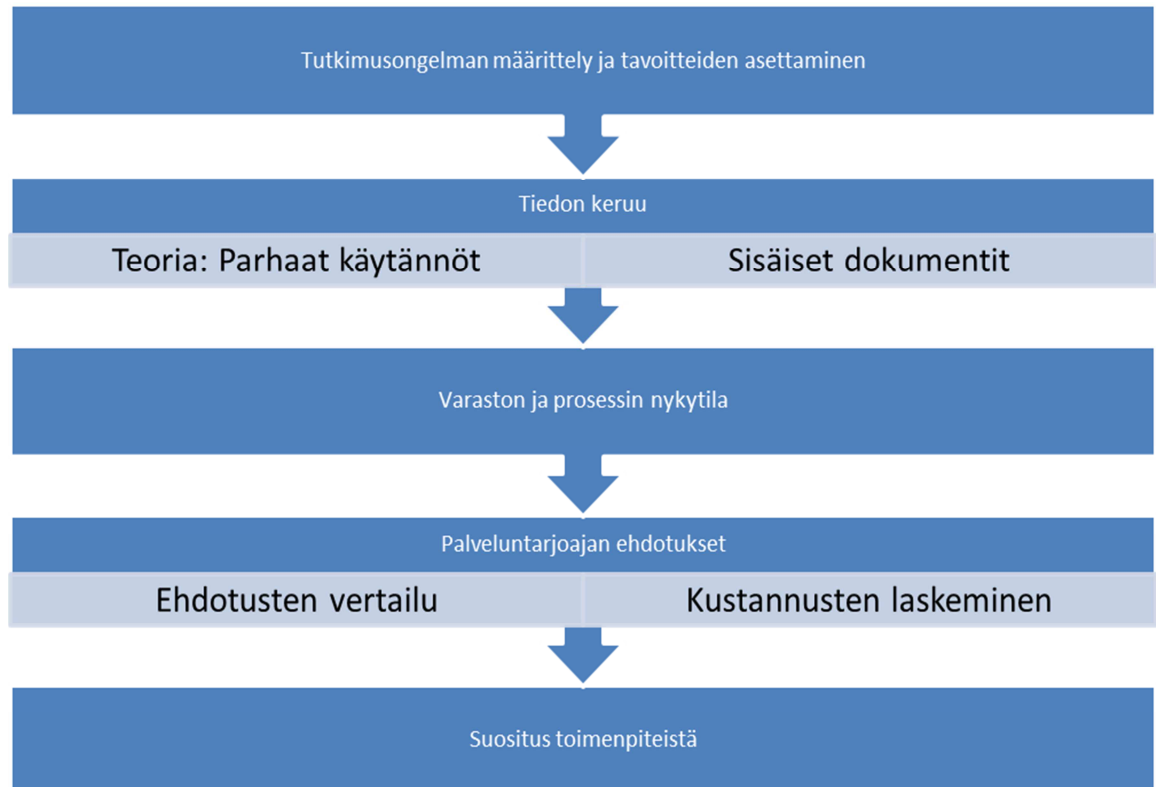 Tutkimusongelman määrittely ja tavoitteiden asettaminen
Tiedon keruu
Teoria: Parhaat käytännöt
Sisäiset dokumentit
Varaston ja prosessin nykytila
Palveluntarjoajan ehdotukset
Ehdotusten vertailu
Kustannusten laskeminen
Suositus toimenpiteistä